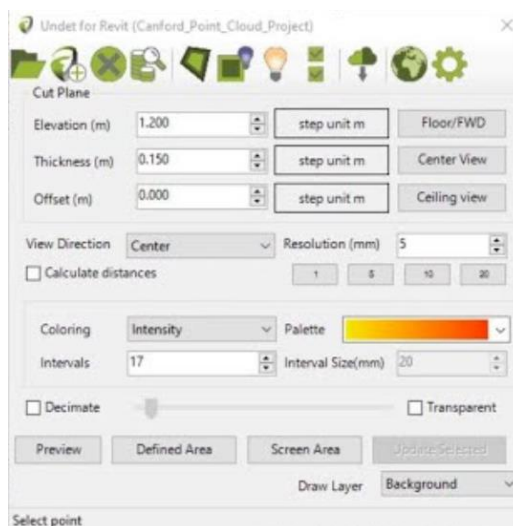 Undet for Revit (Canford_Point_Cloud_Project)
Cut Plane
Elevation (m) 1.200 step unit m Floor/FWD
Thickness (m) 0.150 step unit m Center View
Offset (m) 0.000 step unit m Ceiling view
View Direction Center Resolution (mm) 5
Calculate distances 1 5 10 20
Coloring Intensity Palette
Intervals 17 Interval Size(mm) 20
Decimate Transparent
Preview Defined Area Screen Area Update Selected
Draw Layer Background
Select point